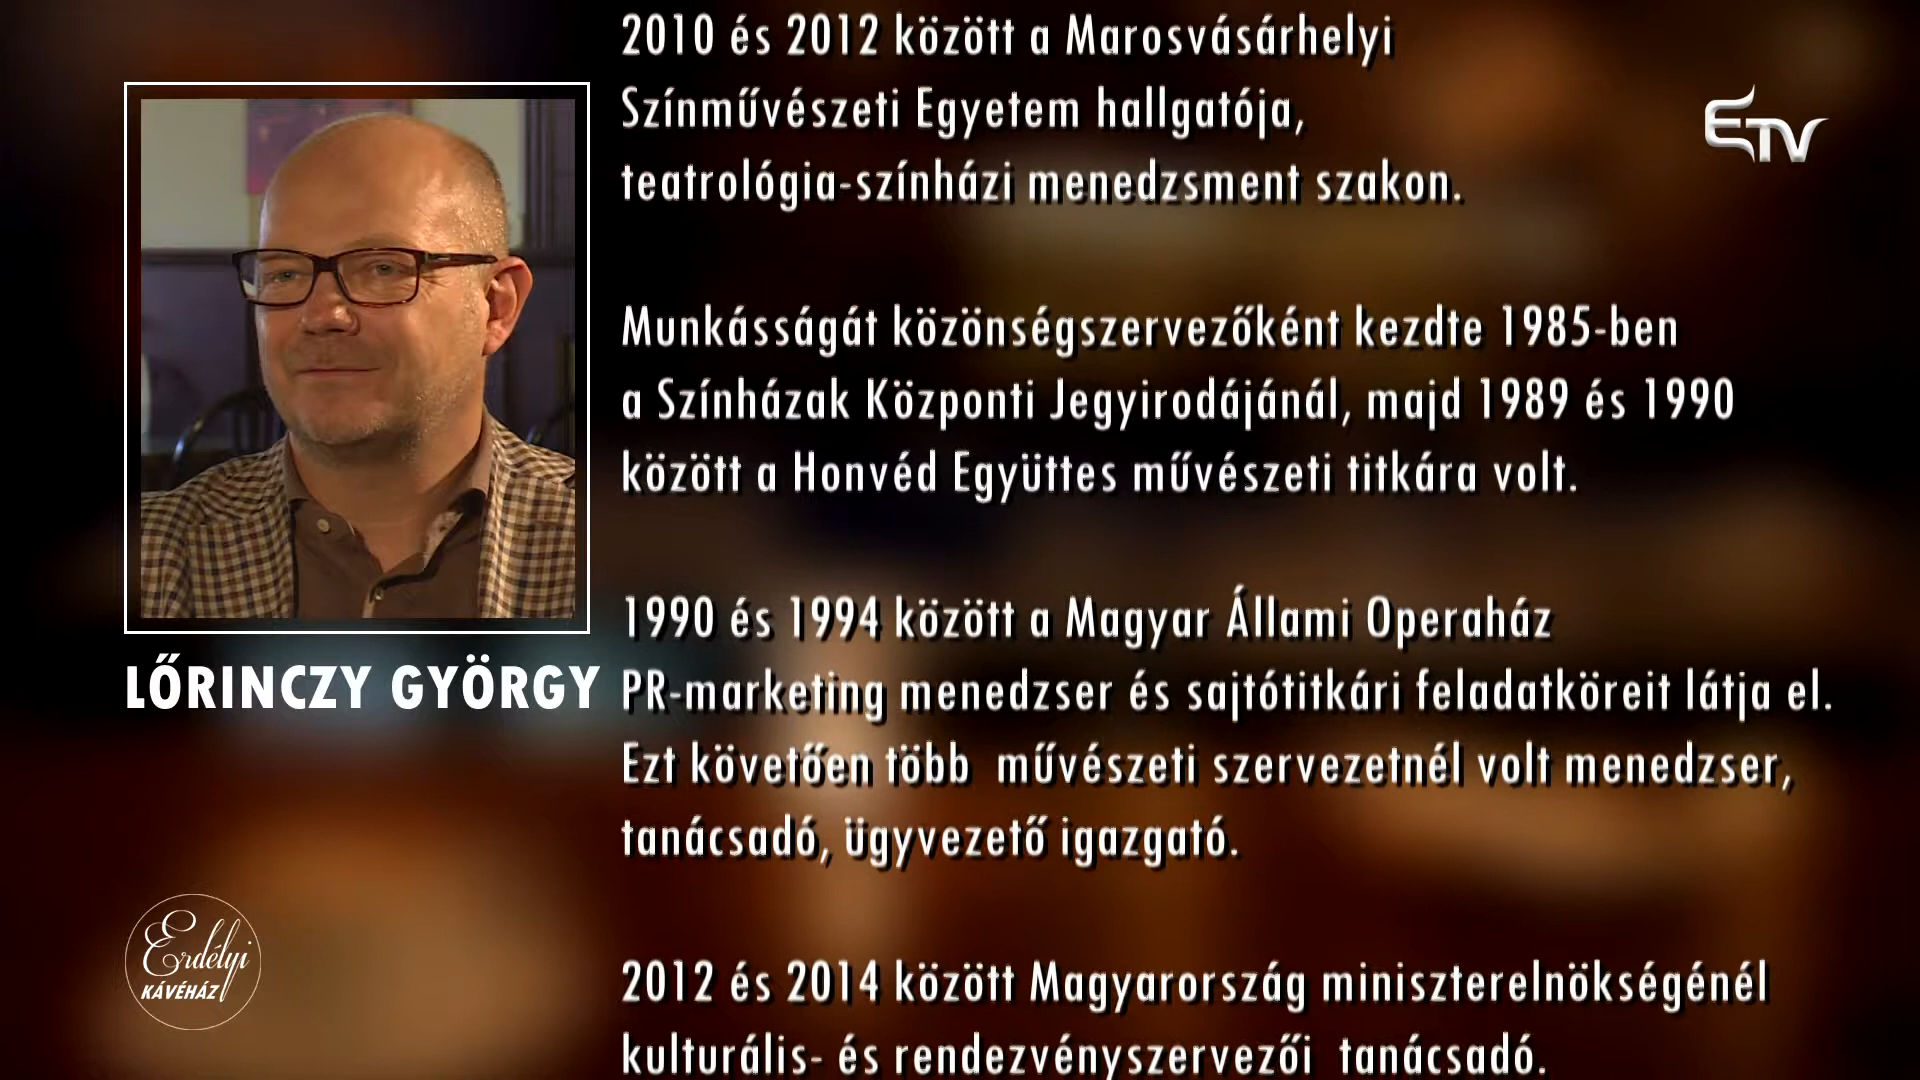 2010 és 2012 között a Marosvásárhelyi
Színművészeti Egyetem hallgatója,
teatrológia-színházi menedzsment szakon.
Munkásságát közönségszervezőként kezdte 1985-ben
a Színházak Központi Jegyirodájánál, majd 1989 és 1990
között a Honvéd Együttes művészeti titkára volt.
1990 és 1994 között a Magyar Állami Operaház
PR-marketing menedzser és sajtótitkári feladatköreit látja el.
Ezt követően több művészeti szervezetnél volt menedzser,
tanácsadó, ügyvezető igazgató.
2012 és 2014 között Magyarország miniszterelnökségénél
kulturális- és rendezvényszervezői tanácsadó.
LŐRINCZY GYÖRGY
ETV
Erdélyi
KÁVÉHÁZ